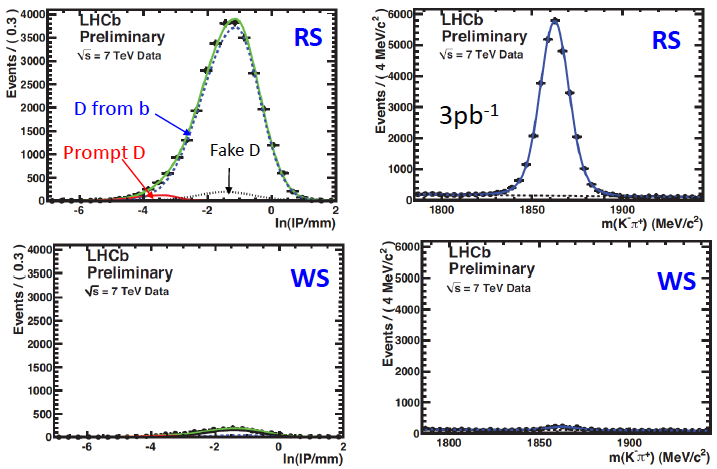 LHCb
Preliminary
√s = 7 TeV Data
RS
D from b
Prompt D
Fake D
Events / ( 0.3 )
4000
3500
3000
2500
2000
1500
1000
500
0
-6
-4
-2
0
2
ln(IP/mm)
LHCb
Preliminary
√s = 7 TeV Data
RS
3pb⁻¹
Events / ( 4 MeV/c²)
6000
5000
4000
3000
2000
1000
0
1800
1850
1900
m(K⁻π⁺) (MeV/c²)
LHCb
Preliminary
√s = 7 TeV Data
WS
Events / ( 0.3 )
4000
3500
3000
2500
2000
1500
1000
500
0
-6
-4
-2
0
2
ln(IP/mm)
LHCb
Preliminary
√s = 7 TeV Data
WS
Events / ( 4 MeV/c²)
6000
5000
4000
3000
2000
1000
0
1800
1850
1900
m(K⁻π⁺) (MeV/c²)